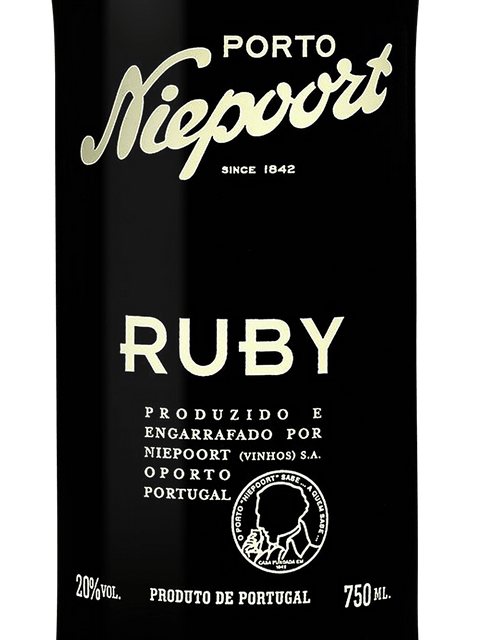 PORTO
Niepoort
SINCE 1842
RUBY
PRODUZIDO E
ENGARRAFADO POR
NIEPOORT (VINHOS) S.A.
OPORTO
PORTUGAL
O PORTO "NIEPOORT" SABE... A QUEM SABE...
CASA FUNDADA EM
1842
20%VOL. PRODUTO DE PORTUGAL 750ML.